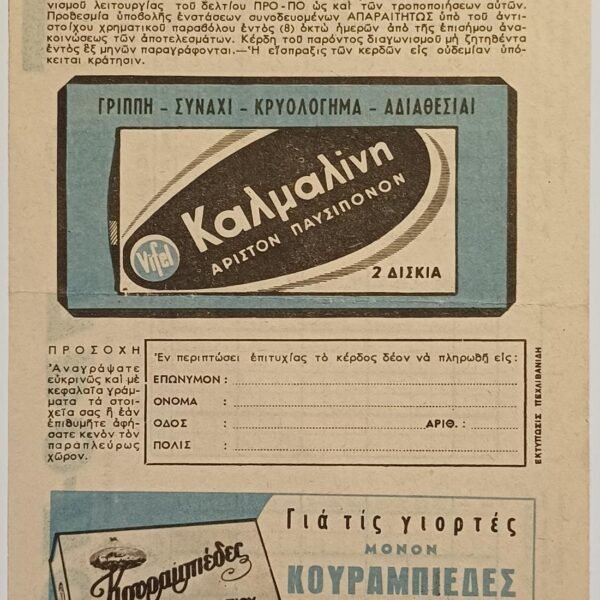 νισμοῦ λειτουργίας τοῦ δελτίου ΠΡΟ-ΠΟ ὡς καὶ τῶν τροποποιήσεων αὐτῶν.
Προθεσμία ὑποβολῆς ἐνστάσεων συνοδευομένων ΑΠΑΡΑΙΤΗΤΩΣ ὑπὸ τοῦ ἀντι-
στοίχου χρηματικοῦ παραβόλου ἐντὸς (8) ὀκτὼ ἡμερῶν ἀπὸ τῆς ἐπισήμου ἀνα-
κοινώσεως τῶν ἀποτελεσμάτων. Κέρδη τοῦ παρόντος διαγωνισμοῦ μὴ ζητηθέντα
ἐντὸς ἓξ μηνῶν παραγράφονται.—Ἡ εἴσπραξις τῶν κερδῶν εἰς οὐδεμίαν ὑπό-
κειται κράτησιν.
ΓΡΙΠΠΗ - ΣΥΝΑΧΙ - ΚΡΥΟΛΟΓΗΜΑ - ΑΔΙΑΘΕΣΙΑΙ
Καλμαλίνη
ΑΡΙΣΤΟΝ ΠΑΥΣΙΠΟΝΟΝ
Vifel
2 ΔΙΣΚΙΑ
ΠΡΟΣΟΧΗ
Ἀναγράψατε
εὐκρινῶς καὶ μὲ
κεφαλαῖα γράμ-
ματα τὰ στοι-
χεῖα σας ἢ ἐὰν
ἐπιθυμῆτε ἀφή-
σατε κενὸν τὸν
παραπλεύρως
χῶρον.
Ἐν περιπτώσει ἐπιτυχίας τὸ κέρδος δέον νὰ πληρωθῇ εἰς:
ΕΠΩΝΥΜΟΝ :
ΟΝΟΜΑ :
ΟΔΟΣ : ΑΡΙΘ. :
ΠΟΛΙΣ :
ΕΚΤΥΠΩΣΙΣ ΠΕΧΛΙΒΑΝΙΔΗ
Γιά τίς γιορτές
ΜΟΝΟΝ
ΚΟΥΡΑΜΠΙΕΔΕΣ
Κουραμπιέδες